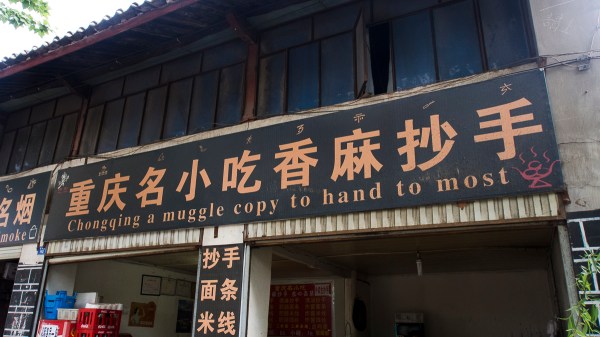 重庆名小吃香麻抄手
Chongqing a muggle copy to hand to most
名烟
moke
抄手
面条
米线